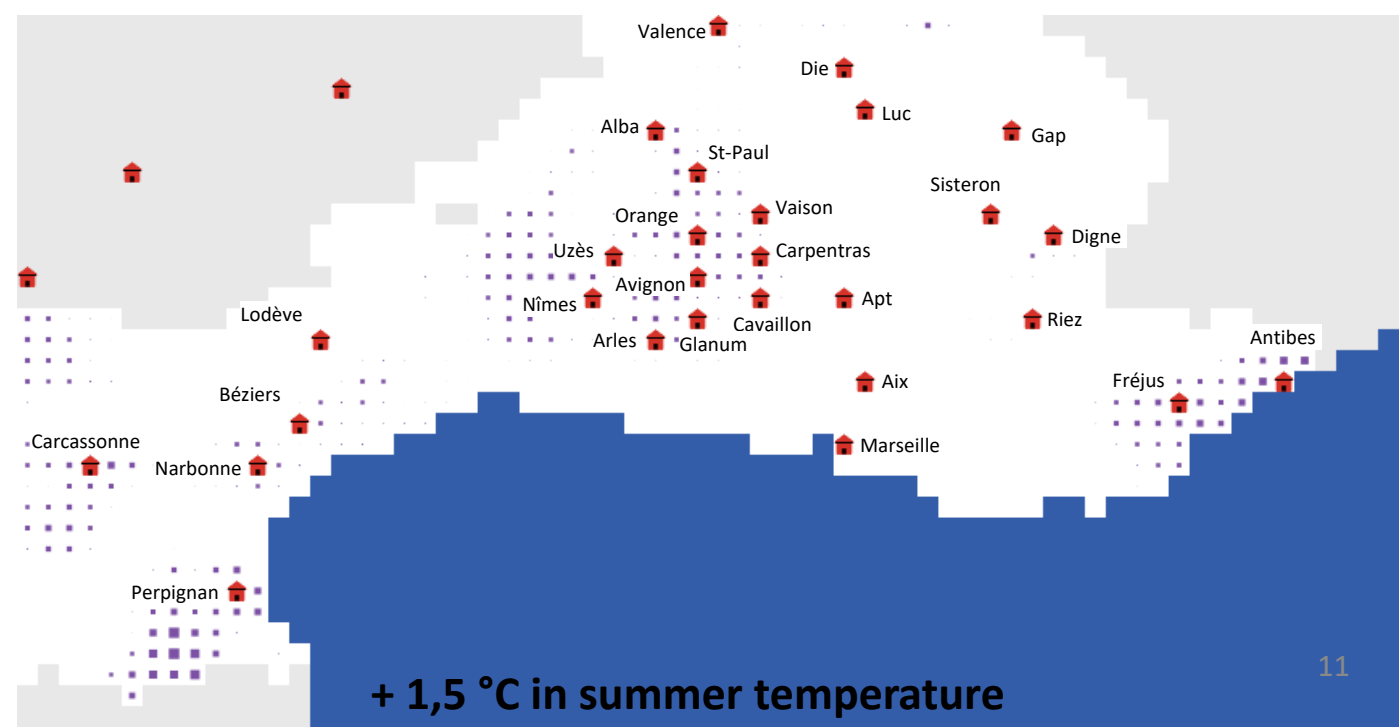 Valence
Die
Luc
Alba
Gap
St-Paul
Sisteron
Vaison
Orange
Digne
Uzès
Carpentras
Avignon
Nîmes
Apt
Lodève
Cavaillon
Riez
Arles
Glanum
Antibes
Aix
Fréjus
Béziers
Carcassonne
Marseille
Narbonne
Perpignan
11
+ 1,5 °C in summer temperature